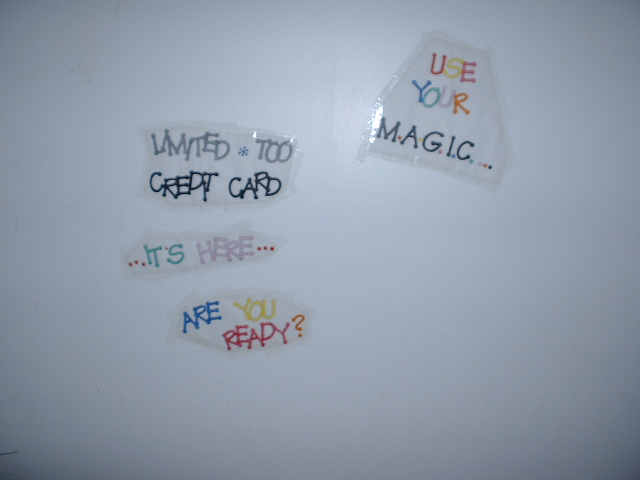 USE
YOUR
M.A.G.I.C...
LIMITED * TOO
CREDIT CARD
...IT'S HERE...
ARE YOU
READY?